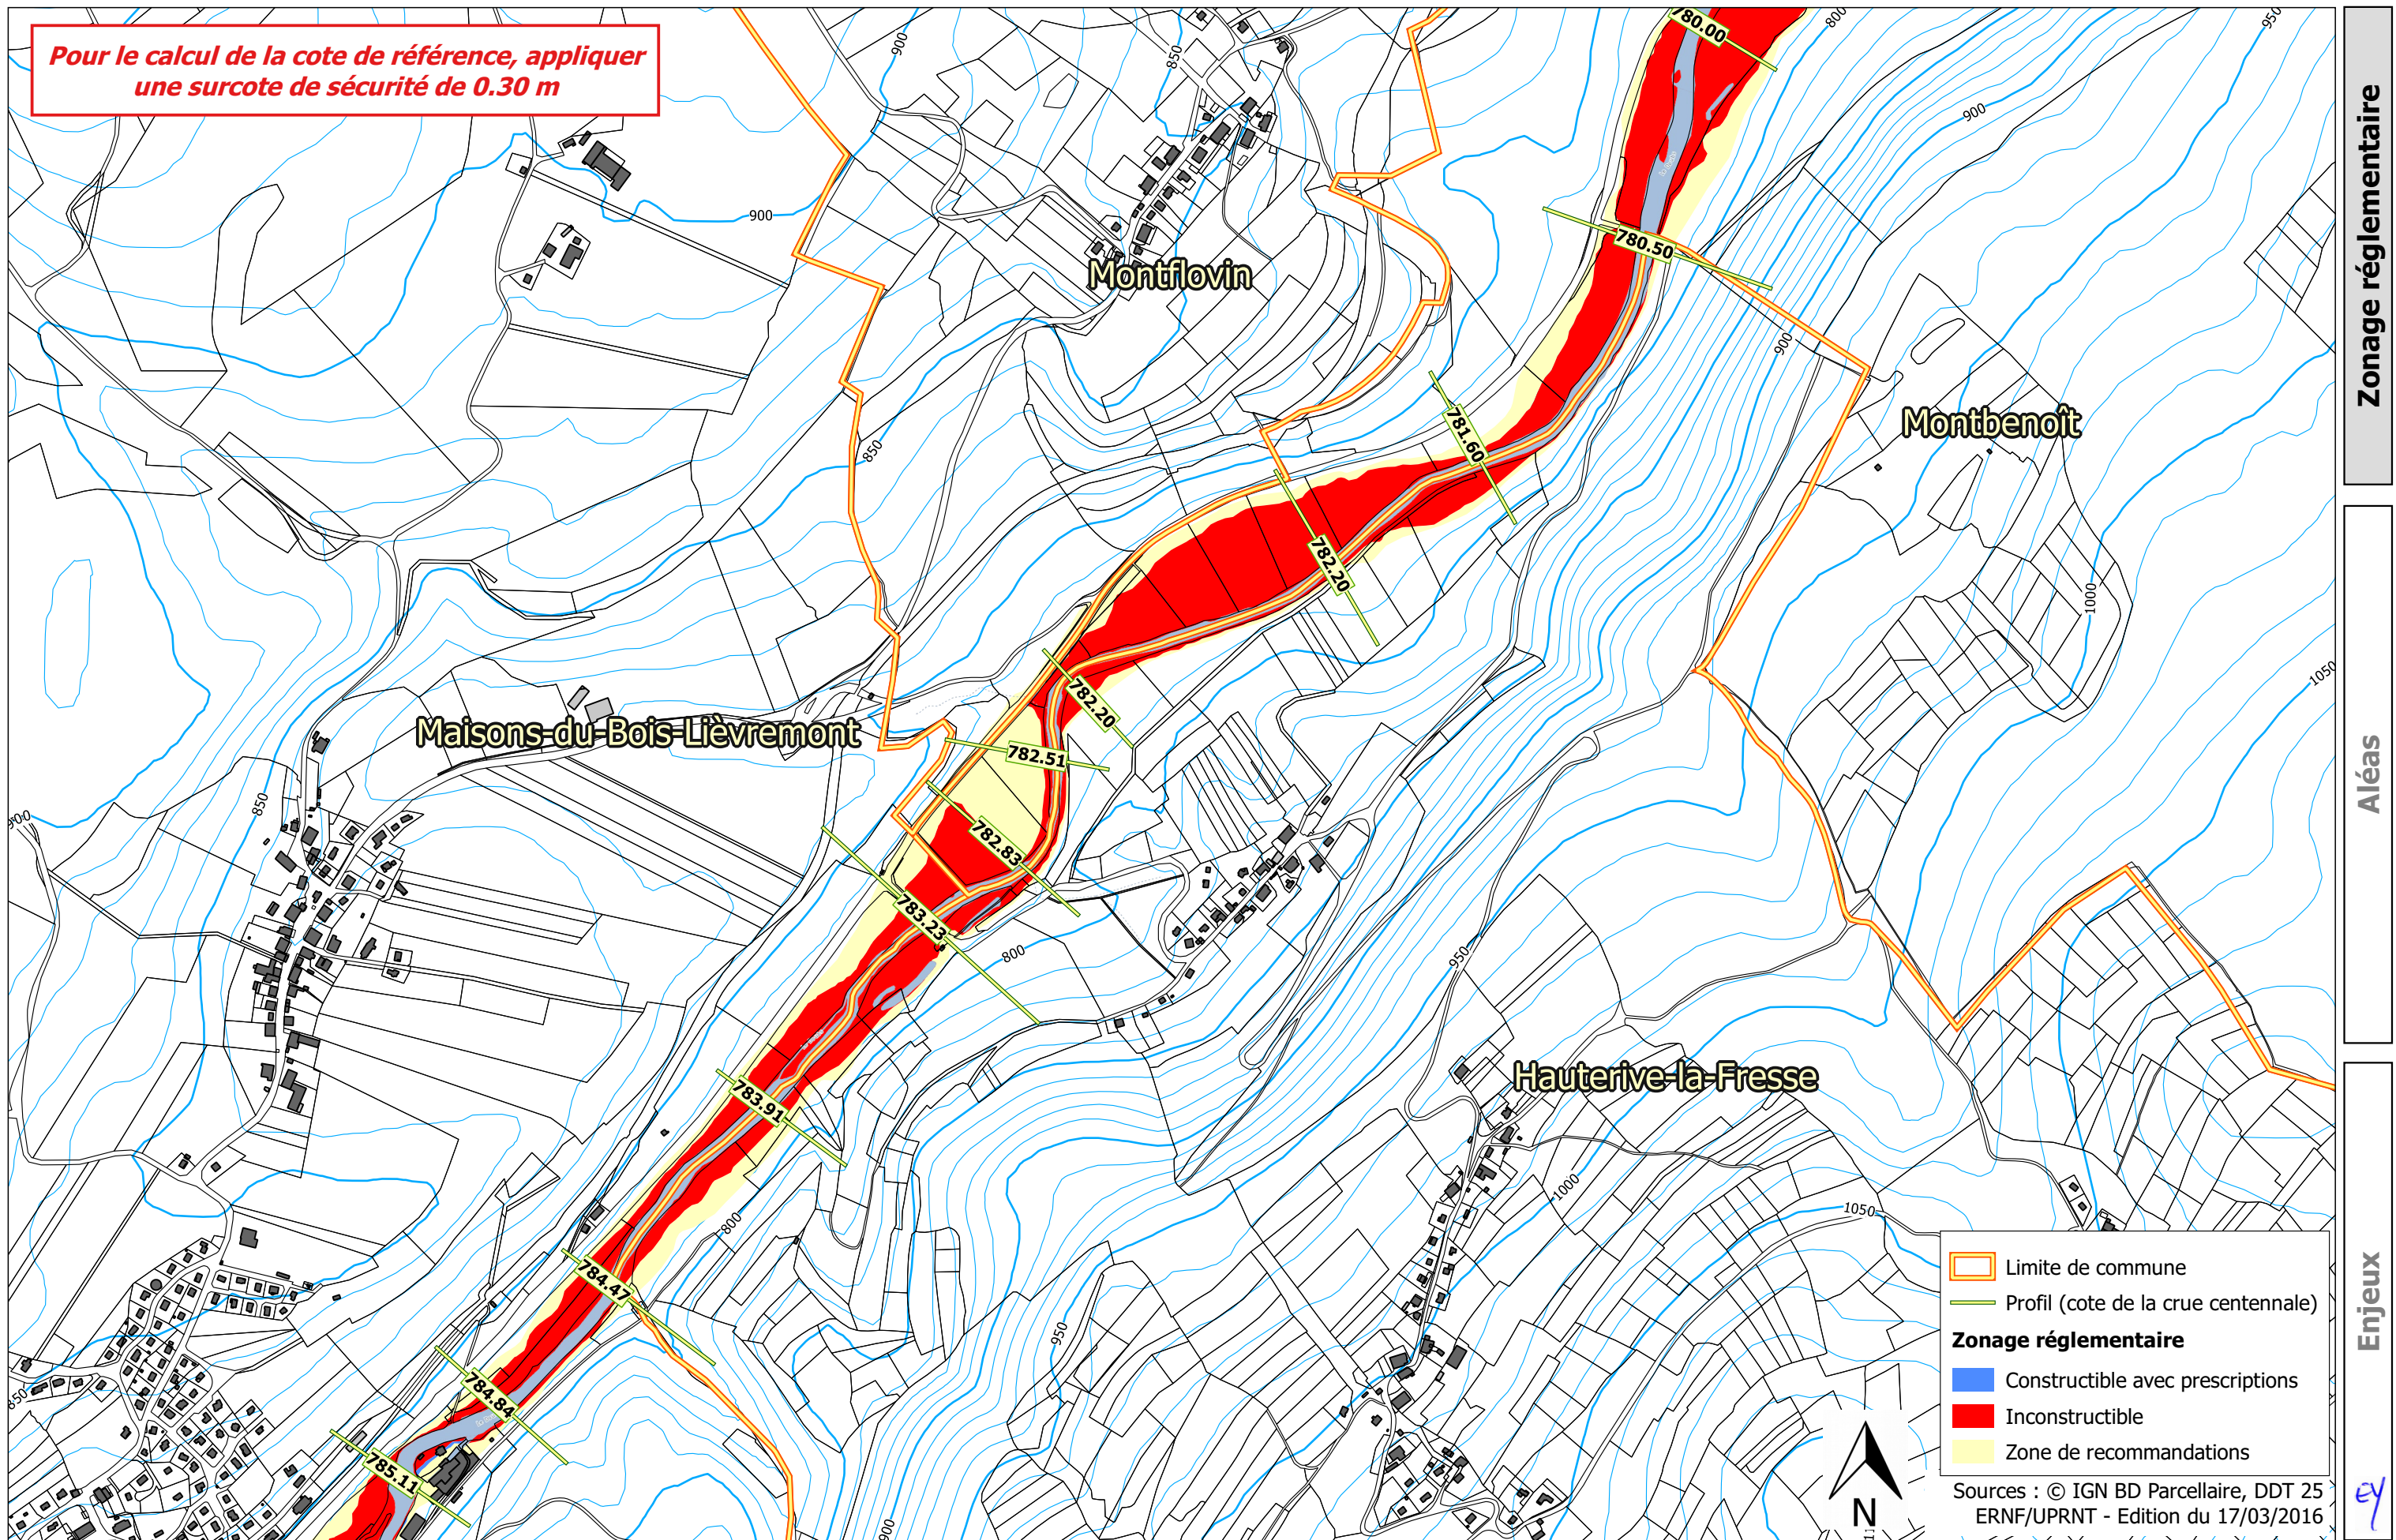 Pour le calcul de la cote de référence, appliquer
une surcote de sécurité de 0.30 m
780.00
800
950
900
850
900
900
780.50
Montflovin
900
Montbenoît
781.60
850
782.20
1000
1050
782.20
Maisons-du-Bois-Lièvremont
782.51
850
900
782.83
783.23
800
950
Hauterive-la-Fresse
783.91
1000
1050
800
784.47
950
784.84
850
785.11
900
Limite de commune
Profil (cote de la crue centennale)
Zonage réglementaire
Constructible avec prescriptions
Inconstructible
Zone de recommandations
N
Sources : © IGN BD Parcellaire, DDT 25
ERNF/UPRNT - Edition du 17/03/2016
Zonage réglementaire
Aléas
Enjeux